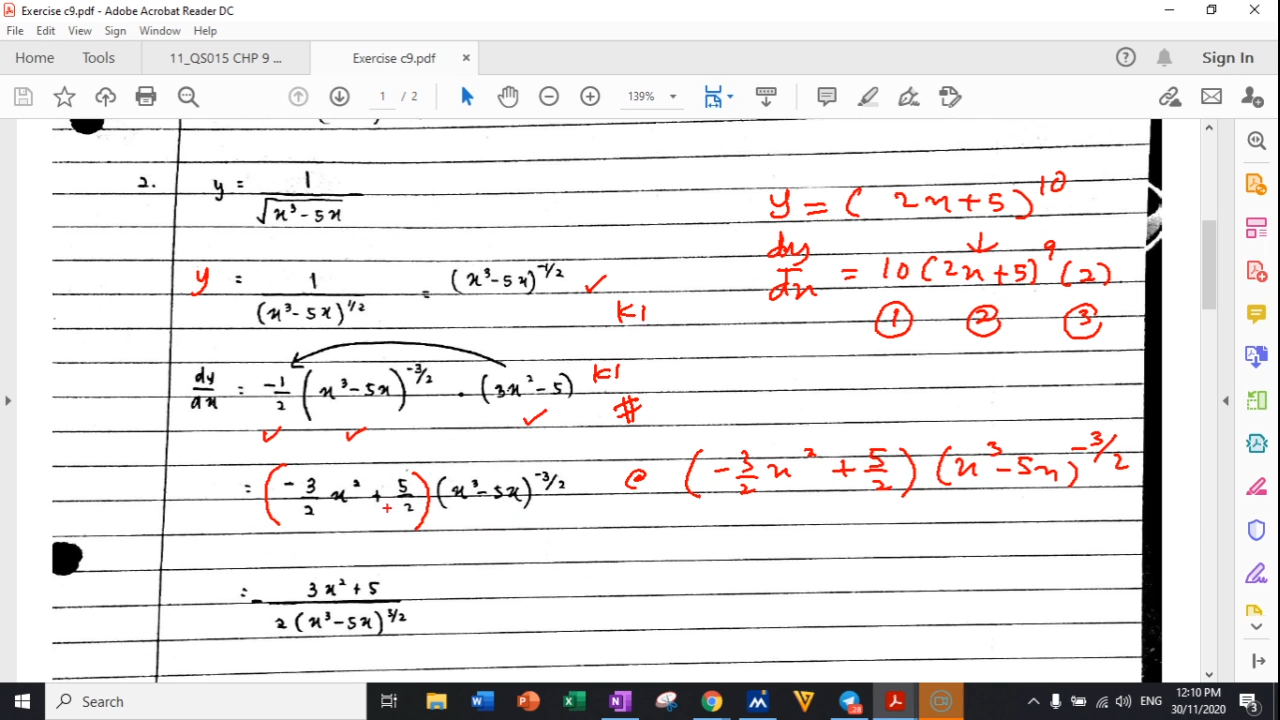 Exercise c9.pdf - Adobe Acrobat Reader DC
File Edit View Sign Window Help
Home Tools 11_QS015 CHP 9 ... Exercise c9.pdf × Sign In
1 / 2 139%
2. y = 1 / √(x³ - 5x)
y = 1 / (x³ - 5x)^1/2 = (x³ - 5x)^-1/2 ✓ K1
dy/dx = -1/2 (x³ - 5x)^-3/2 . (3x² - 5) K1
✓ ✓ ✓ #
= (-3/2 x² + 5/2) (x³ - 5x)^-3/2 @ (-3/2 x² + 5/2) (x³ - 5x)^-3/2
+
= - 3x² + 5 / 2(x³ - 5x)^3/2
y = (2x + 5)^10
dy/dx = 10(2x + 5)^9 (2)
① ② ③
Search
ENG
12:10 PM
30/11/2020
3